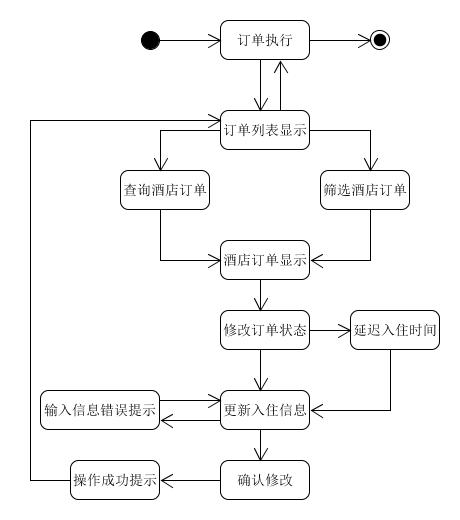 订单执行
订单列表显示
查询酒店订单
筛选酒店订单
酒店订单显示
修改订单状态
延迟入住时间
输入信息错误提示
更新入住信息
操作成功提示
确认修改